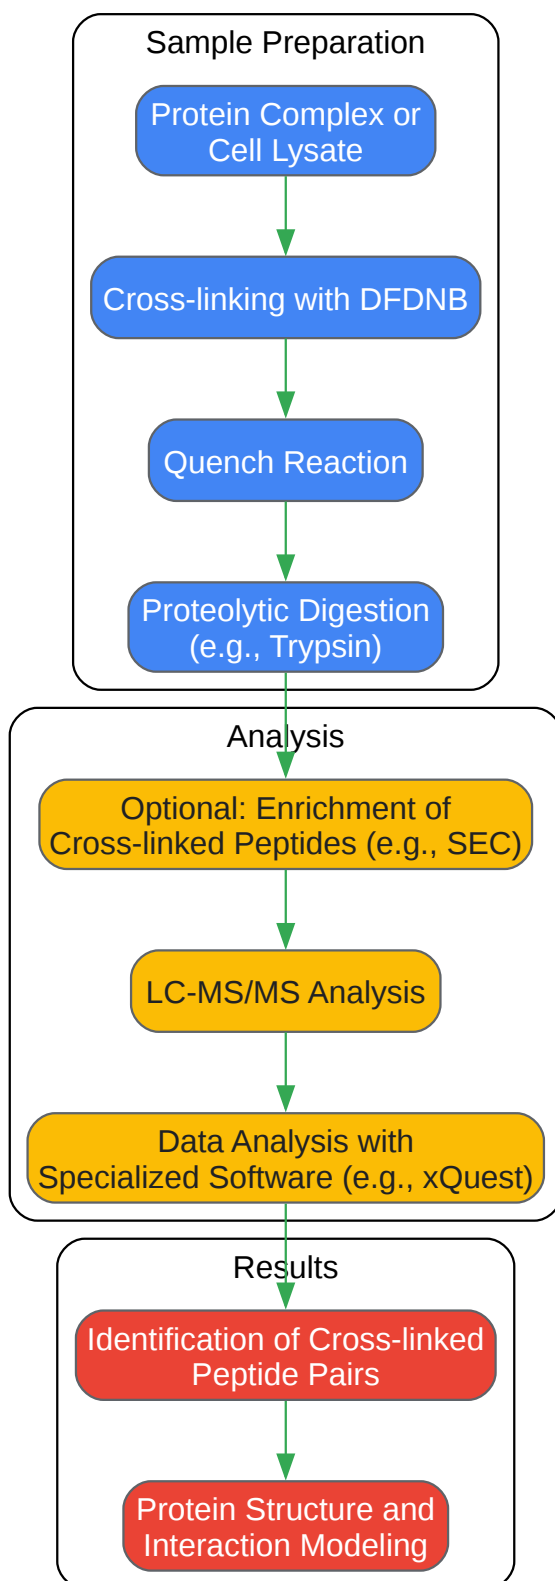 Sample Preparation
Protein Complex or
Cell Lysate
Cross-linking with DFDNB
Quench Reaction
Proteolytic Digestion
(e.g., Trypsin)
Analysis
Optional: Enrichment of
Cross-linked Peptides (e.g., SEC)
LC-MS/MS Analysis
Data Analysis with
Specialized Software (e.g., xQuest)
Results
Identification of Cross-linked
Peptide Pairs
Protein Structure and
Interaction Modeling